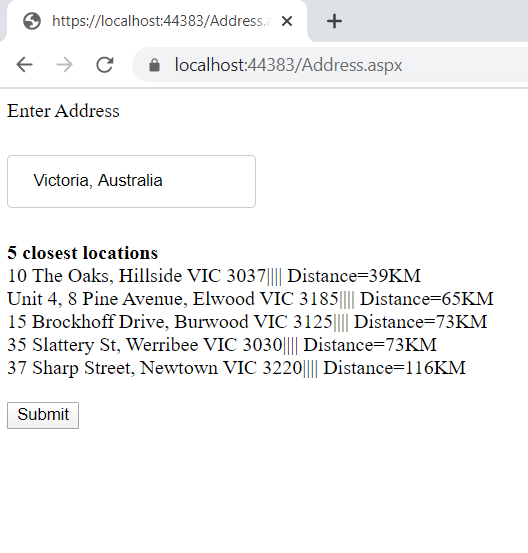 https://localhost:44383/Address.a
localhost:44383/Address.aspx
Enter Address
Victoria, Australia
5 closest locations
10 The Oaks, Hillside VIC 3037|||| Distance=39KM
Unit 4, 8 Pine Avenue, Elwood VIC 3185|||| Distance=65KM
15 Brockhoff Drive, Burwood VIC 3125|||| Distance=73KM
35 Slattery St, Werribee VIC 3030|||| Distance=73KM
37 Sharp Street, Newtown VIC 3220|||| Distance=116KM
Submit